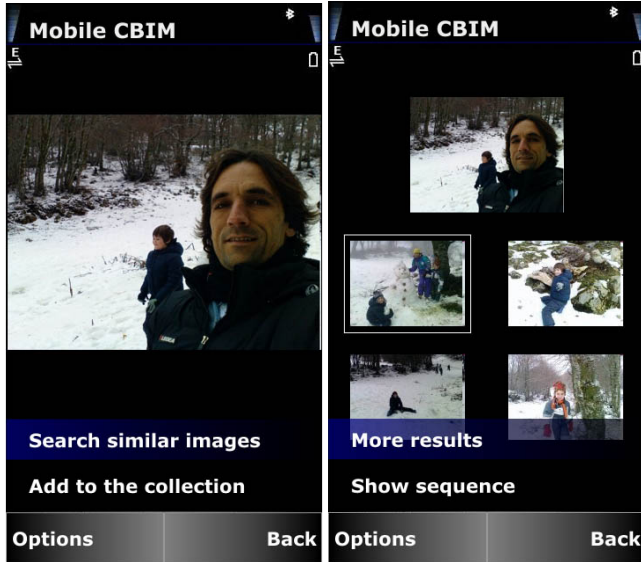 Mobile CBIM
E
Search similar images
Add to the collection
Options Back
Mobile CBIM
E
More results
Show sequence
Options Back